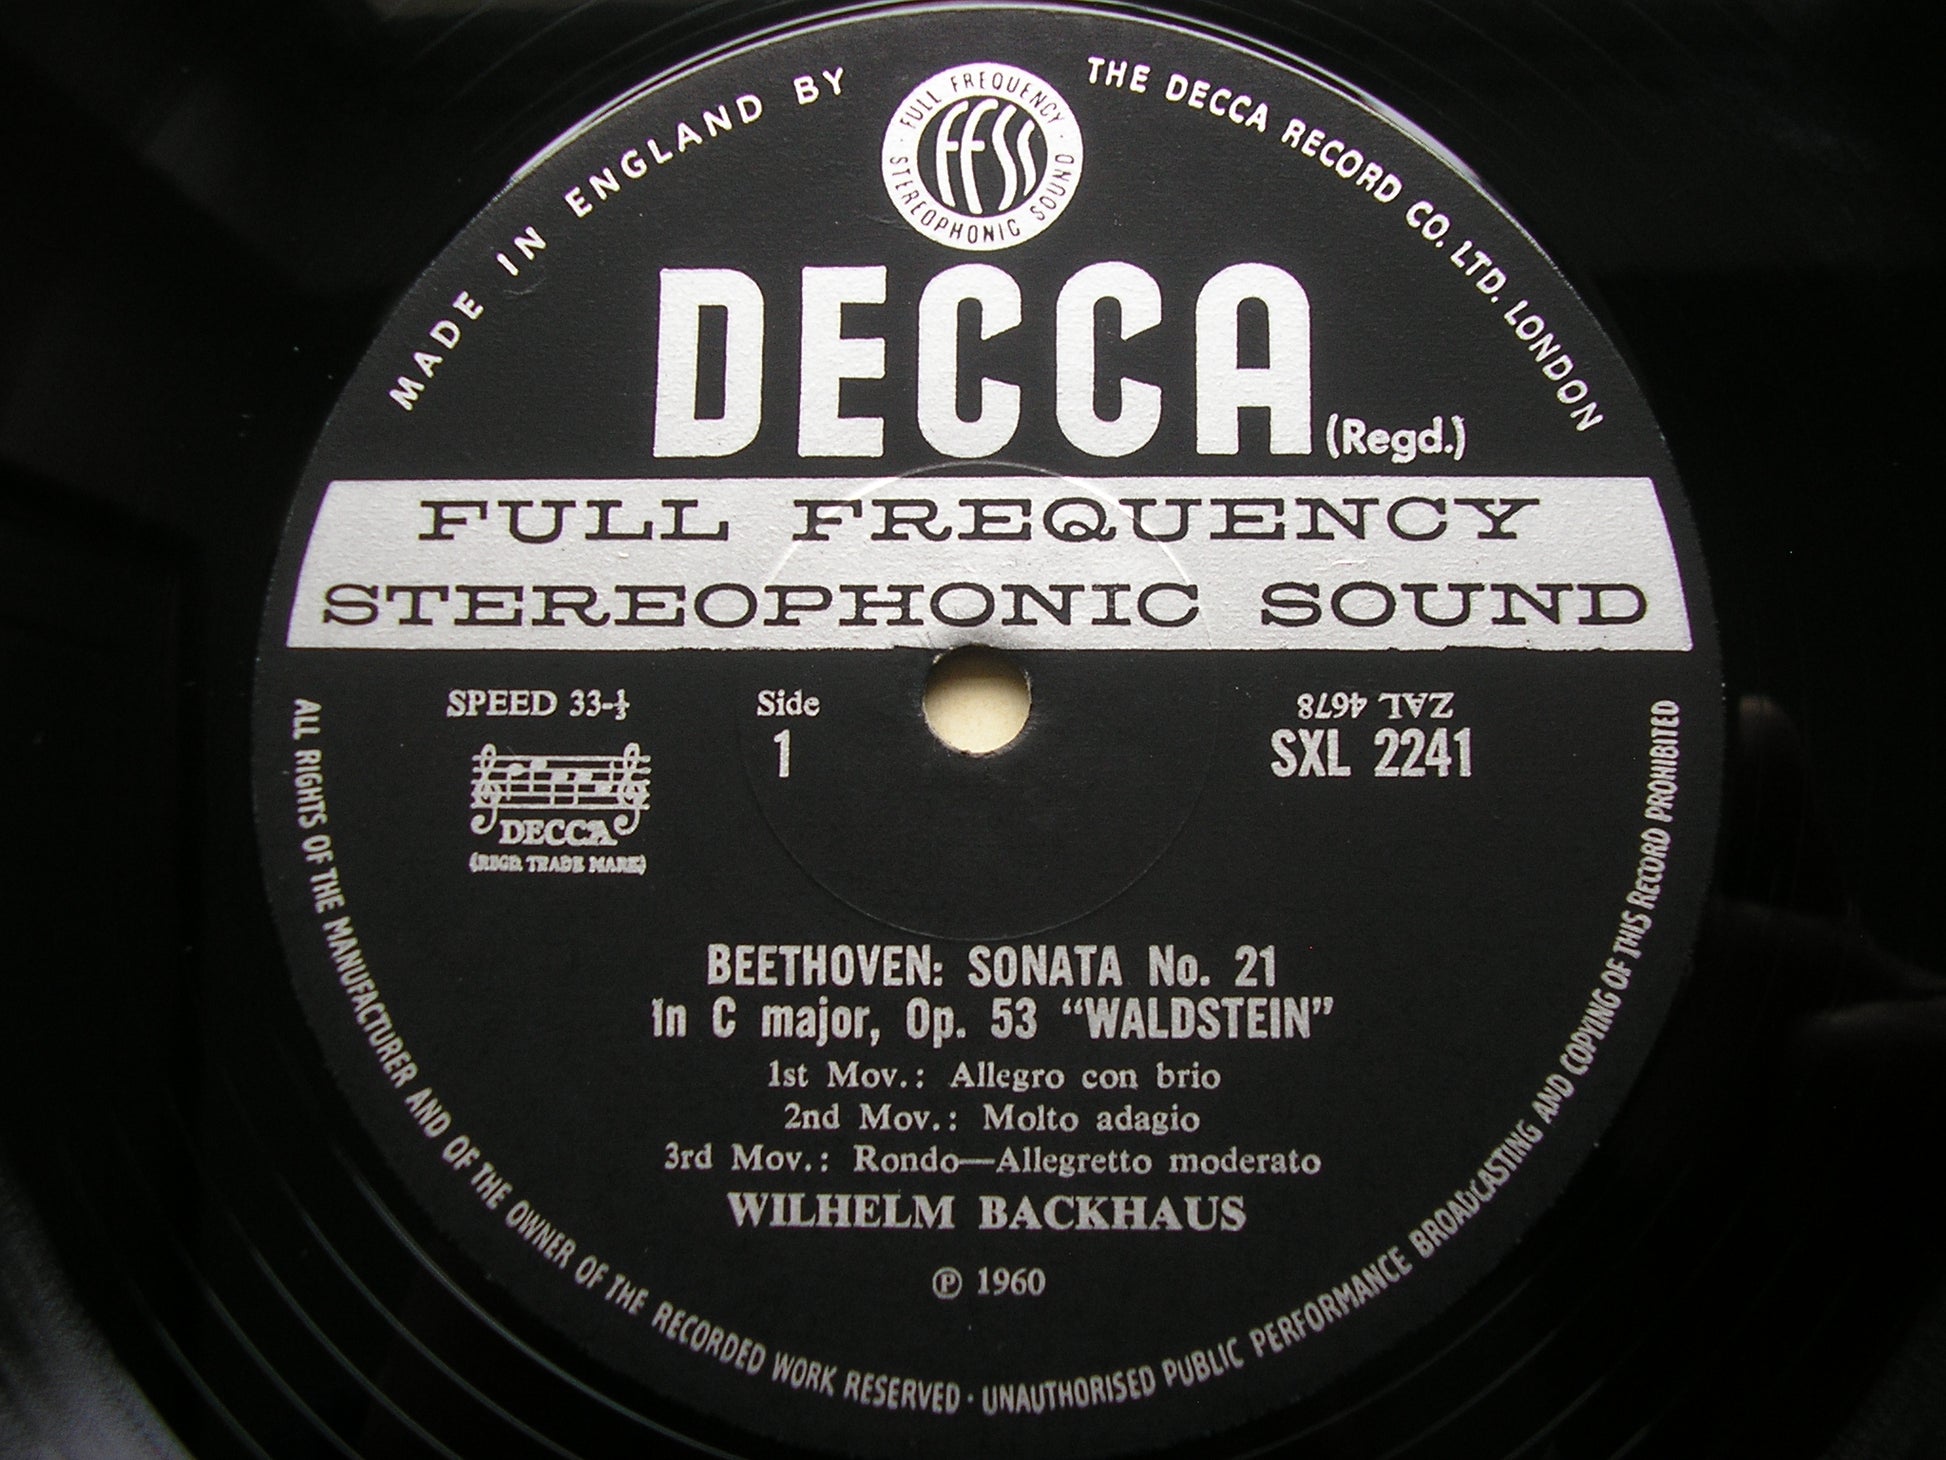 MADE IN ENGLAND BY
THE DECCA RECORD CO. LTD. LONDON
· FULL FREQUENCY · STEREOPHONIC SOUND
FFSS
DECCA (Regd.)
FULL FREQUENCY
STEREOPHONIC SOUND
SPEED 33-⅓
Side
1
ZAL 4678
SXL 2241
DECCA
(REGD. TRADE MARK)
BEETHOVEN: SONATA No. 21
In C major, Op. 53 “WALDSTEIN”
1st Mov.: Allegro con brio
2nd Mov.: Molto adagio
3rd Mov.: Rondo—Allegretto moderato
WILHELM BACKHAUS
℗ 1960
ALL RIGHTS OF THE MANUFACTURER AND OF THE OWNER OF THE RECORDED WORK RESERVED · UNAUTHORISED PUBLIC PERFORMANCE BROADCASTING AND COPYING OF THIS RECORD PROHIBITED